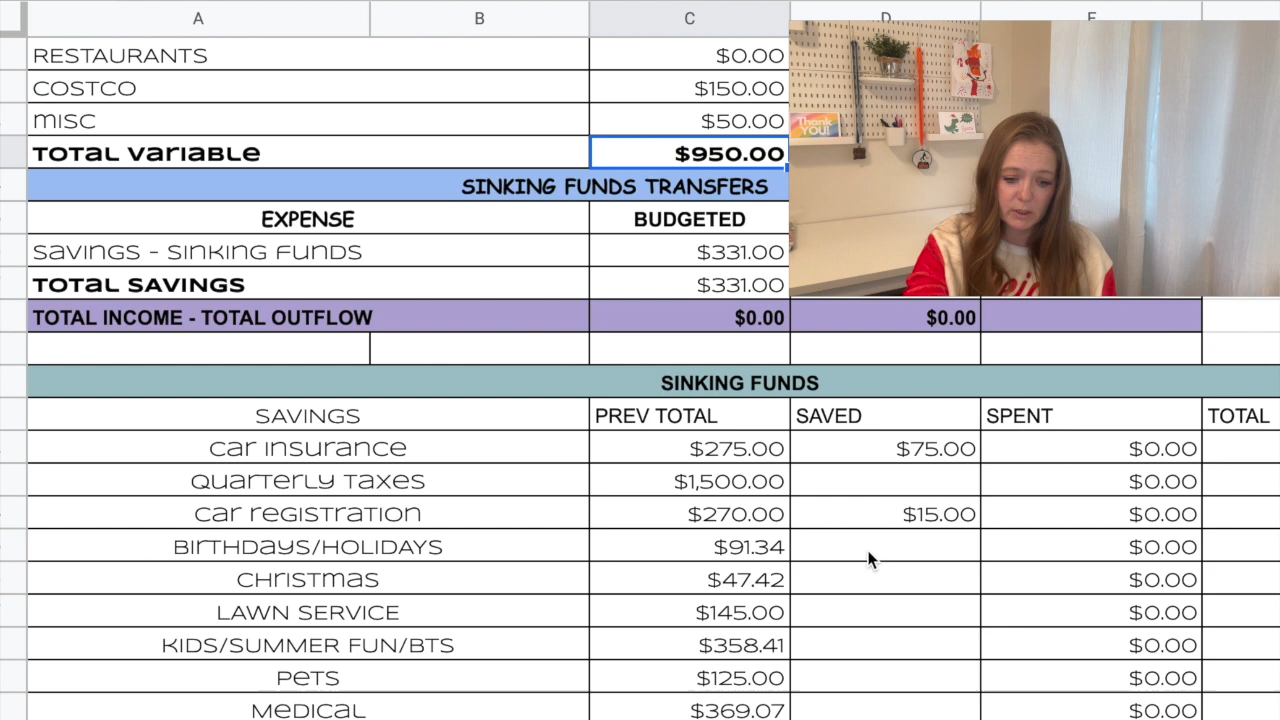 A B C D E
RESTAURANTS $0.00
COSTCO $150.00
MISC $50.00
TOTAL VARIABLE $950.00
SINKING FUNDS TRANSFERS
EXPENSE BUDGETED
SAVINGS - SINKING FUNDS $331.00
TOTAL SAVINGS $331.00
TOTAL INCOME - TOTAL OUTFLOW $0.00 $0.00
SINKING FUNDS
SAVINGS PREV TOTAL SAVED SPENT TOTAL
CAR INSURANCE $275.00 $75.00 $0.00
QUARTERLY TAXES $1,500.00 $0.00
CAR REGISTRATION $270.00 $15.00 $0.00
BIRTHDAYS/HOLIDAYS $91.34 $0.00
CHRISTMAS $47.42 $0.00
LAWN SERVICE $145.00 $0.00
KIDS/SUMMER FUN/BTS $358.41 $0.00
PETS $125.00 $0.00
MEDICAL $369.07 $0.00
Thank
YOU!